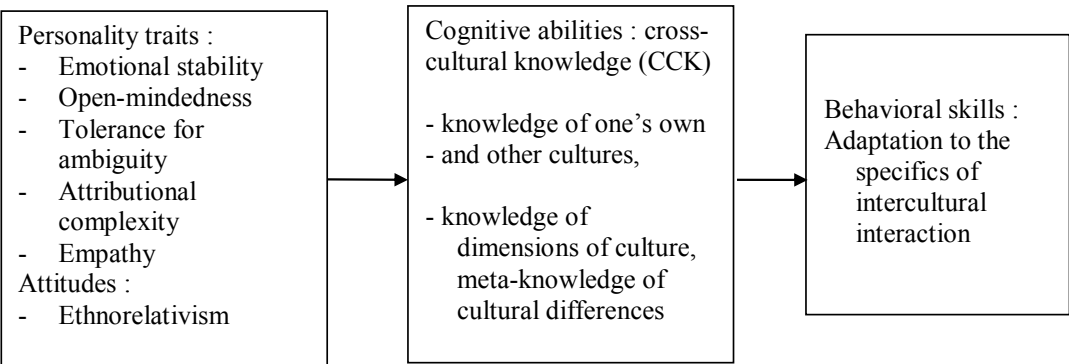 Personality traits :
- Emotional stability
- Open-mindedness
- Tolerance for
ambiguity
- Attributional
complexity
- Empathy
Attitudes :
- Ethnorelativism
Cognitive abilities : cross-
cultural knowledge (CCK)
- knowledge of one’s own
- and other cultures,
- knowledge of
dimensions of culture,
meta-knowledge of
cultural differences
Behavioral skills :
Adaptation to the
specifics of
intercultural
interaction